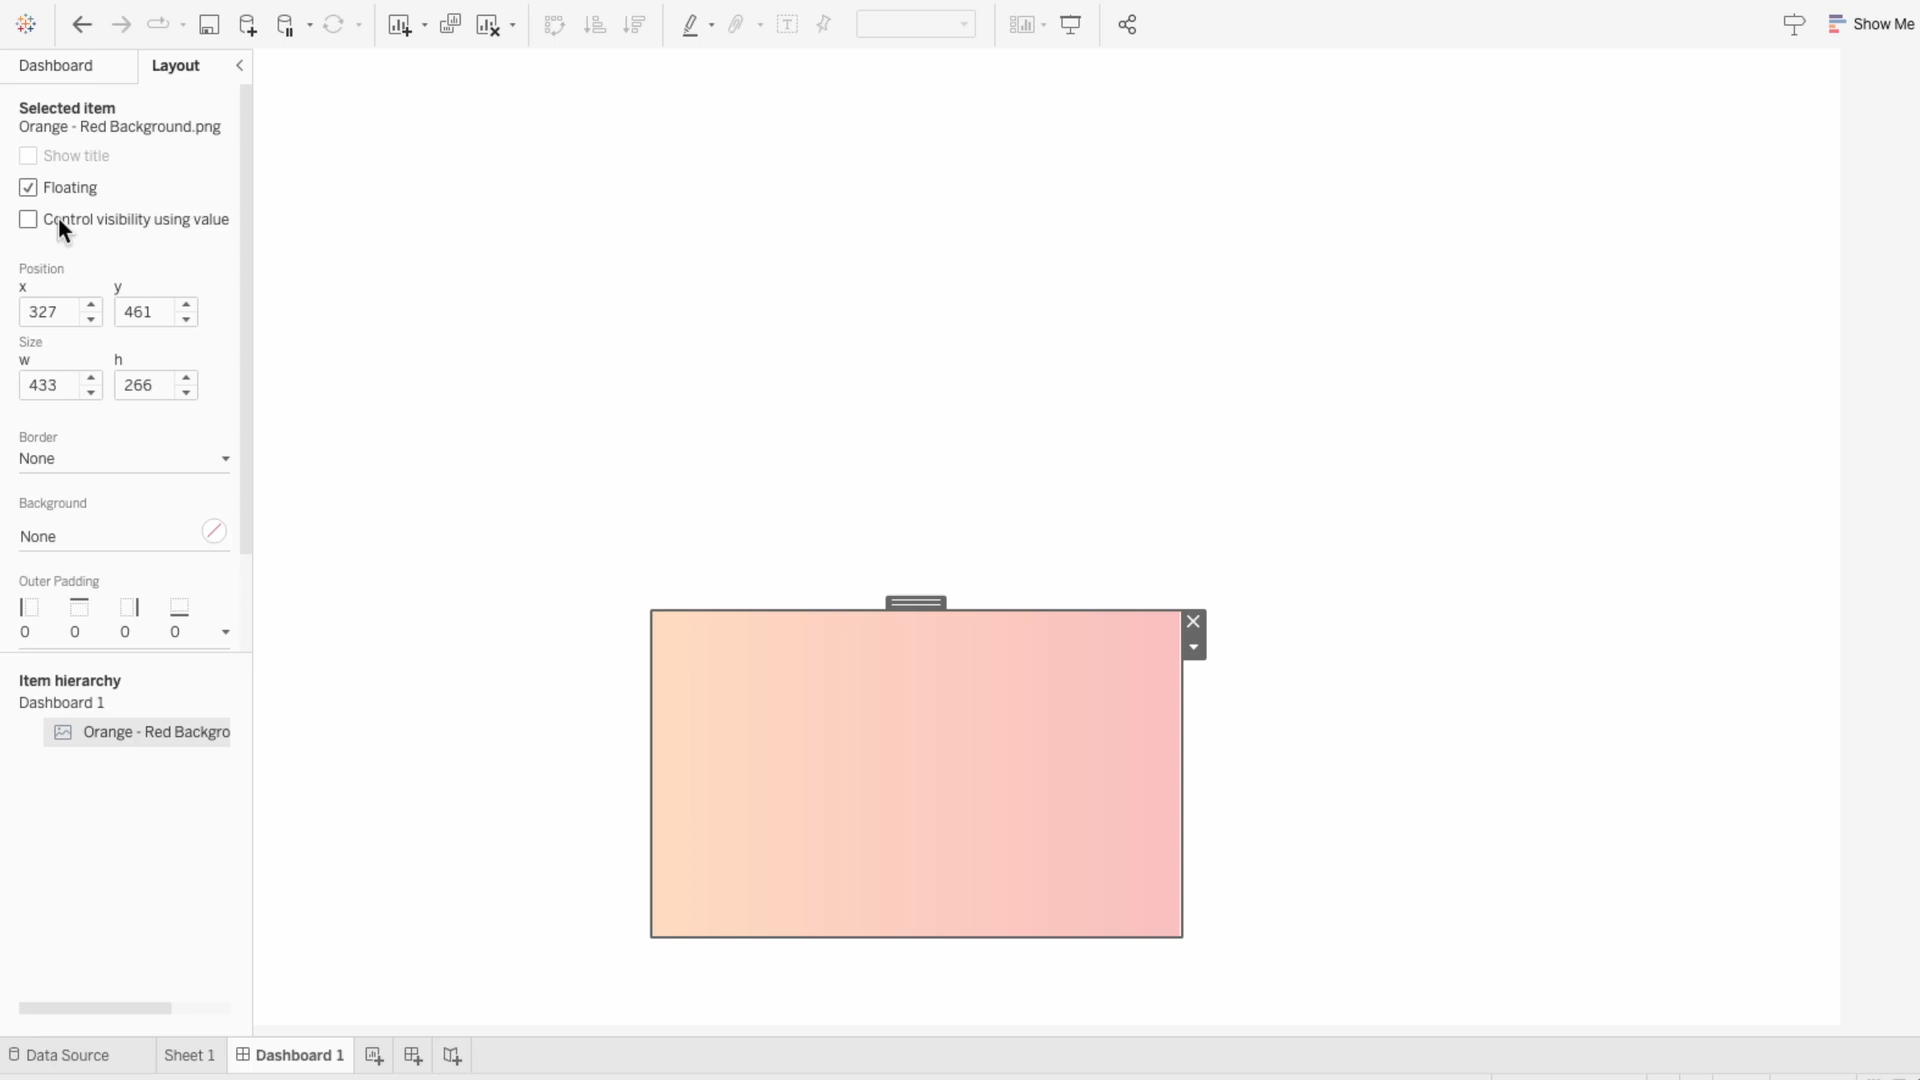 Show Me
Dashboard
Layout
Selected item
Orange - Red Background.png
Show title
Floating
Control visibility using value
Position
x y
327 461
Size
w h
433 266
Border
None
Background
None
Outer Padding
0 0 0 0
Item hierarchy
Dashboard 1
Orange - Red Backgro
Data Source
Sheet 1
Dashboard 1